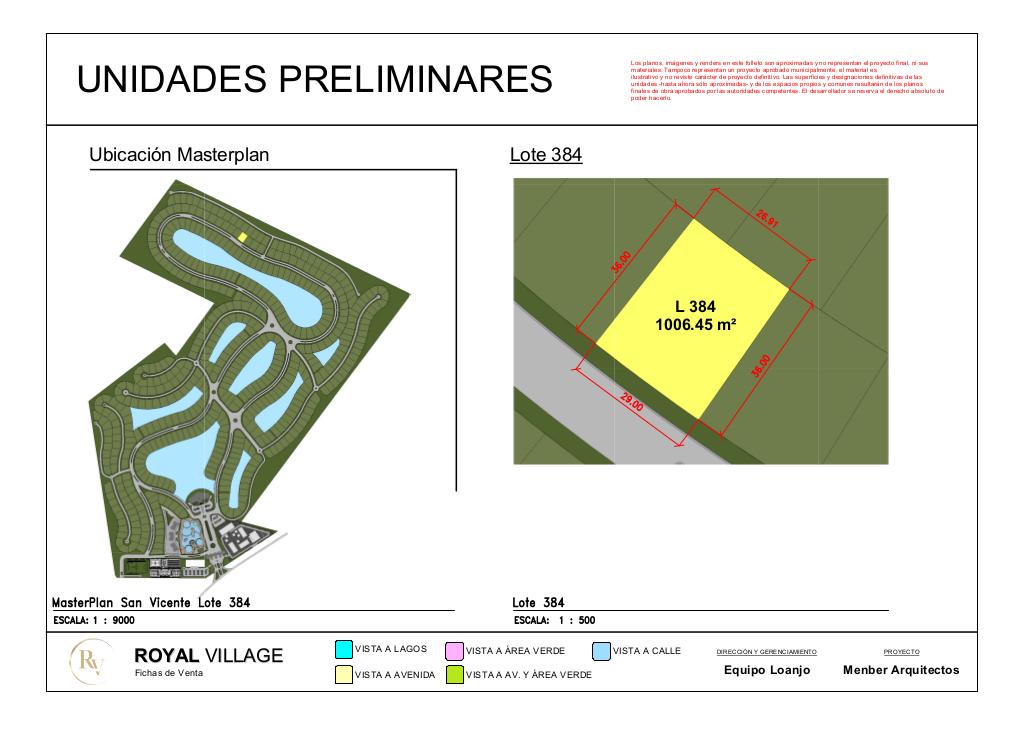 UNIDADES PRELIMINARES
Los planos, imágenes y renders en este folleto son aproximadas y no representan el proyecto final, ni sus
materiales. Tampoco representan un proyecto aprobado municipalmente, el material es
ilustrativo y no reviste carácter de proyecto definitivo. Las superficies y designaciones definitivas de las
unidades -hasta ahora sólo aproximadas- y de los espacios propios y comunes resultarán de los planos
finales de obra aprobados por las autoridades competentes. El desarrollador se reserva el derecho absoluto de
poder hacerlo.
Ubicación Masterplan
Lote 384
26.91
36.00
L 384
1006.45 m²
36.00
29.00
MasterPlan San Vicente Lote 384
ESCALA: 1 : 9000
Lote 384
ESCALA: 1 : 500
RV
ROYAL VILLAGE
Fichas de Venta
VISTA A LAGOS
VISTA A ÁREA VERDE
VISTA A CALLE
VISTA A AVENIDA
VISTA A AV. Y ÁREA VERDE
DIRECCIÓN Y GERENCIAMIENTO
Equipo Loanjo
PROYECTO
Menber Arquitectos